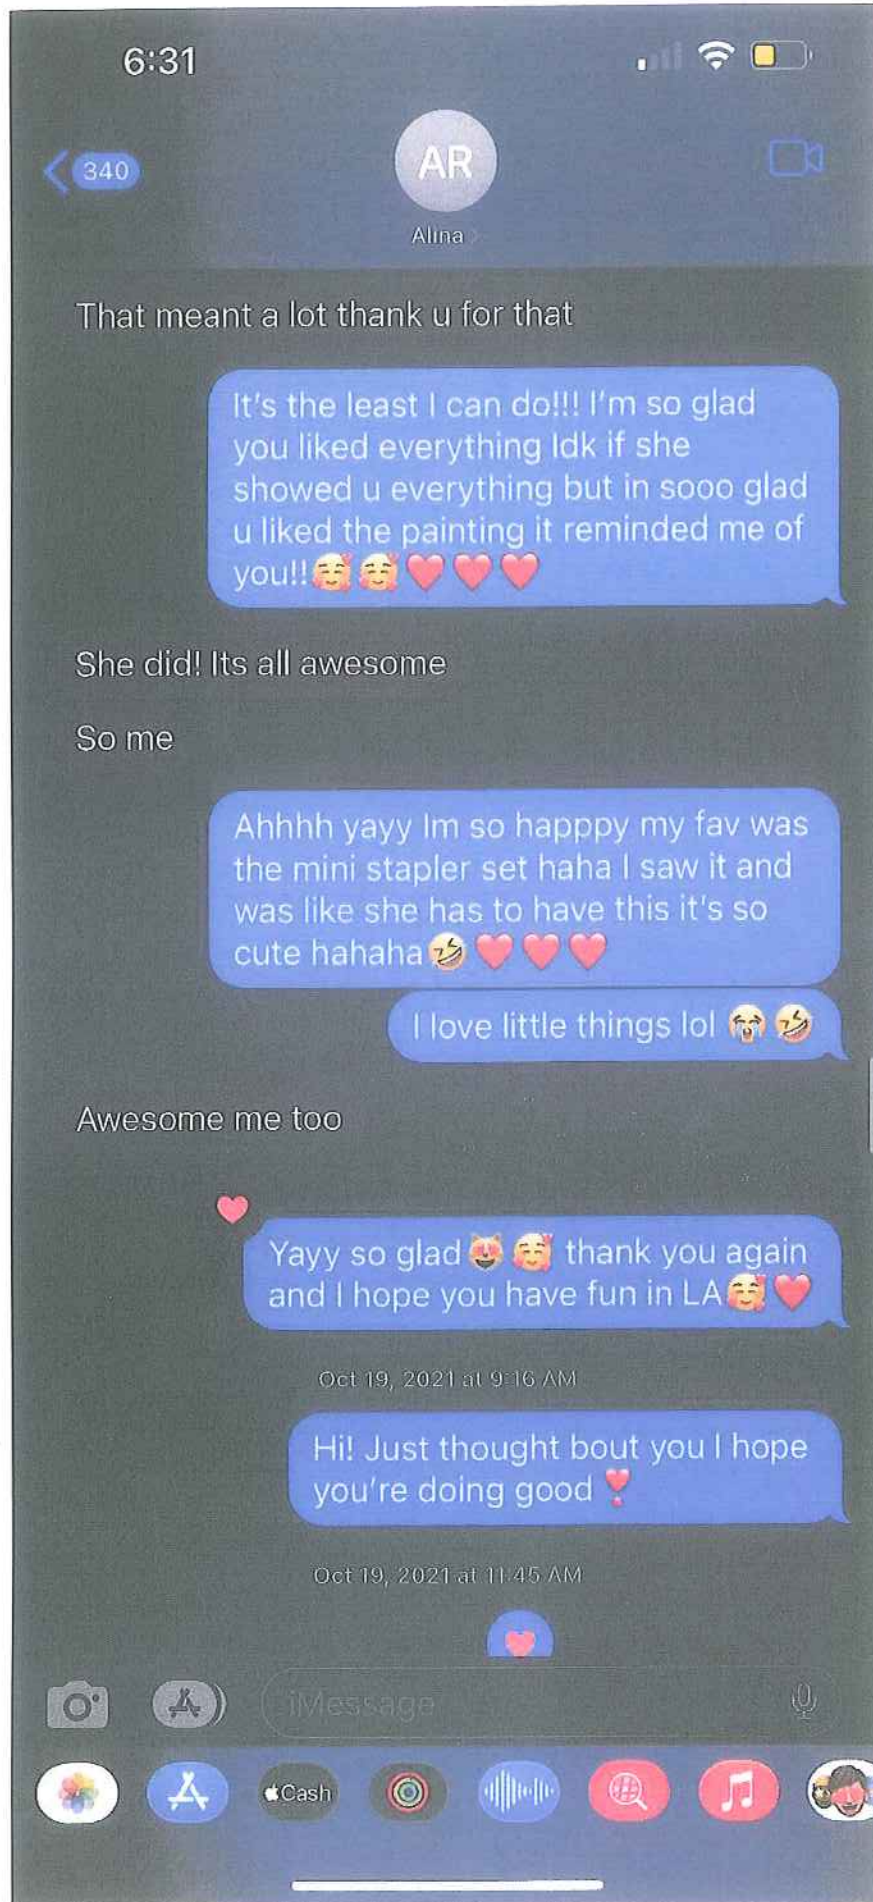 6:31
340
AR
Alina
That meant a lot thank u for that
It's the least I can do!!! I'm so glad
you liked everything Idk if she
showed u everything but in sooo glad
u liked the painting it reminded me of
you!!🥰🥰❤️❤️❤️
She did! Its all awesome
So me
Ahhhh yayy Im so happpy my fav was
the mini stapler set haha I saw it and
was like she has to have this it's so
cute hahaha🤣❤️❤️❤️
I love little things lol 😭🤣
Awesome me too
Yayy so glad😻🥰 thank you again
and I hope you have fun in LA🥰❤️
Oct 19, 2021 at 9:16 AM
Hi! Just thought bout you I hope
you're doing good ❣️
Oct 19, 2021 at 11:45 AM
iMessage
Cash